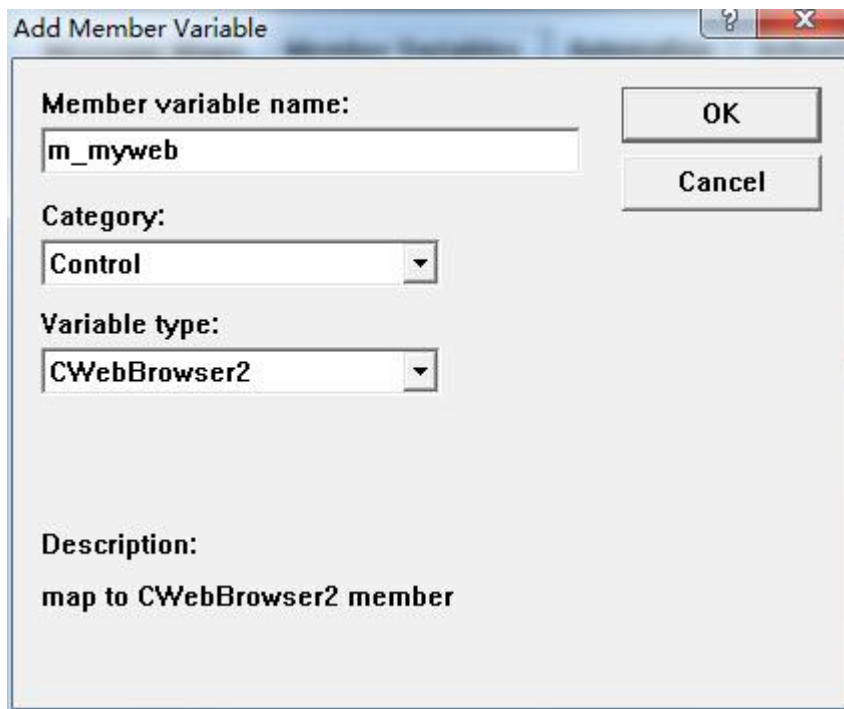 Add Member Variable
Member variable name:
OK
m_myweb
Cancel
Category:
Control
Variable type:
CWebBrowser2
Description:
map to CWebBrowser2 member